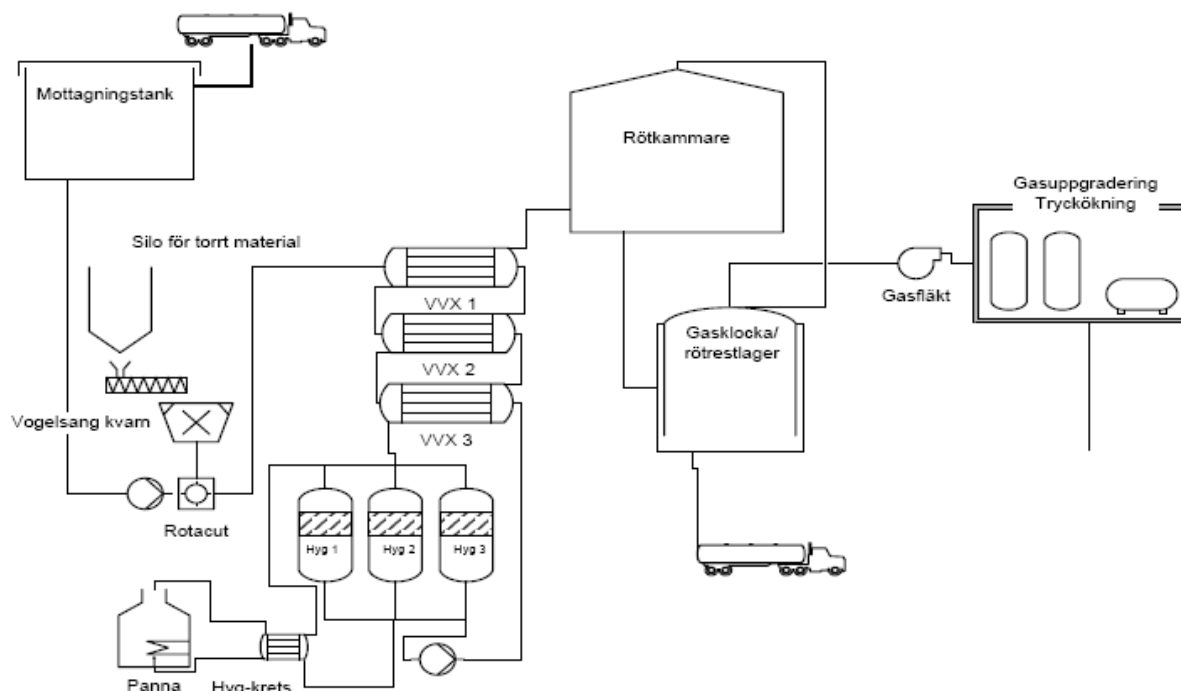 Mottagningstank
Rötkammare
Gasuppgradering
Tryckökning
Silo för torrt material
VVX 1
Gasfläkt
Gasklocka/
rötrestlager
VVX 2
Vogelsang kvarn
VVX 3
Rotacut
Hyg 1
Hyg 2
Hyg 3
Panna
Hyg-krets